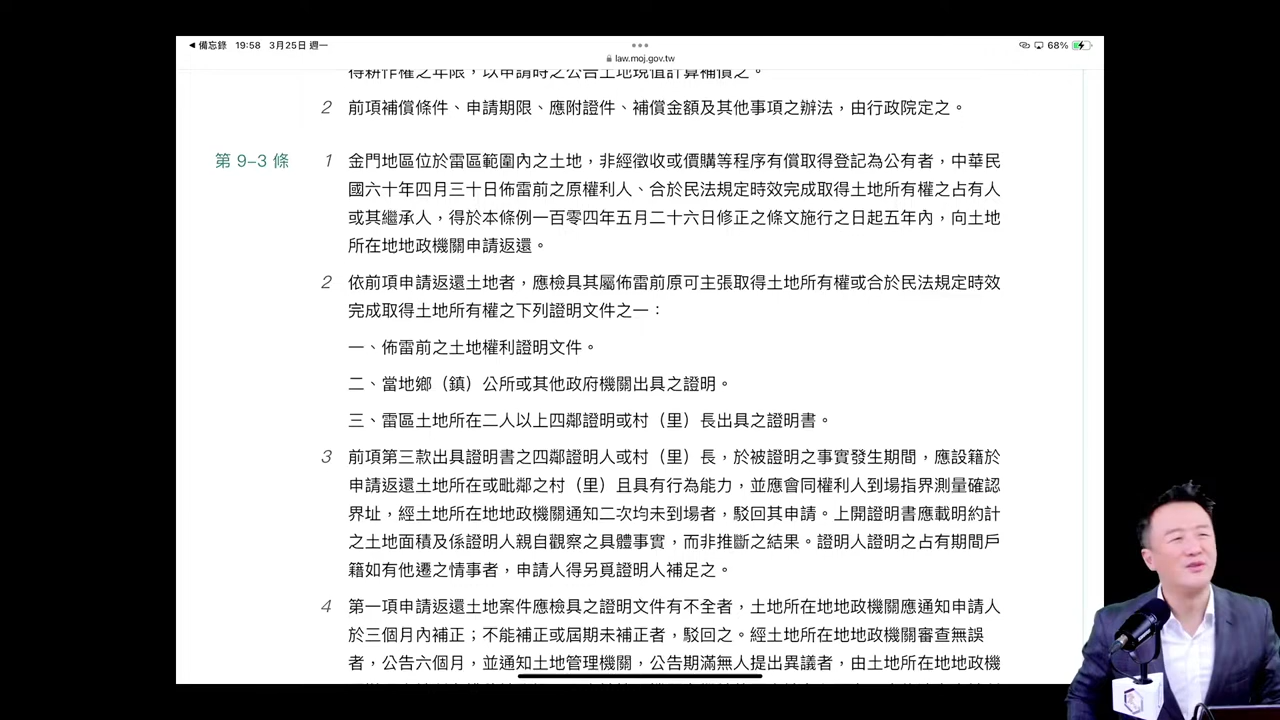 ◀ 備忘錄 19:58 3月25日 週一
68%
law.moj.gov.tw
得耕作權之年限，以申請時之公告土地現值計算補償之。
2 前項補償條件、申請期限、應附證件、補償金額及其他事項之辦法，由行政院定之。
第 9-3 條 1 金門地區位於雷區範圍內之土地，非經徵收或價購等程序有償取得登記為公有者，中華民
國六十年四月三十日佈雷前之原權利人、合於民法規定時效完成取得土地所有權之占有人
或其繼承人，得於本條例一百零四年五月二十六日修正之條文施行之日起五年內，向土地
所在地地政機關申請返還。
2 依前項申請返還土地者，應檢具其屬佈雷前原可主張取得土地所有權或合於民法規定時效
完成取得土地所有權之下列證明文件之一：
一、佈雷前之土地權利證明文件。
二、當地鄉（鎮）公所或其他政府機關出具之證明。
三、雷區土地所在二人以上四鄰證明或村（里）長出具之證明書。
3 前項第三款出具證明書之四鄰證明人或村（里）長，於被證明之事實發生期間，應設籍於
申請返還土地所在或毗鄰之村（里）且具有行為能力，並應會同權利人到場指界測量確認
界址，經土地所在地地政機關通知二次均未到場者，駁回其申請。上開證明書應載明約計
之土地面積及係證明人親自觀察之具體事實，而非推斷之結果。證明人證明之占有期間戶
籍如有他遷之情事者，申請人得另覓證明人補足之。
4 第一項申請返還土地案件應檢具之證明文件有不全者，土地所在地地政機關應通知申請人
於三個月內補正；不能補正或屆期未補正者，駁回之。經土地所在地地政機關審查無誤
者，公告六個月，並通知土地管理機關，公告期滿無人提出異議者，由土地所在地地政機